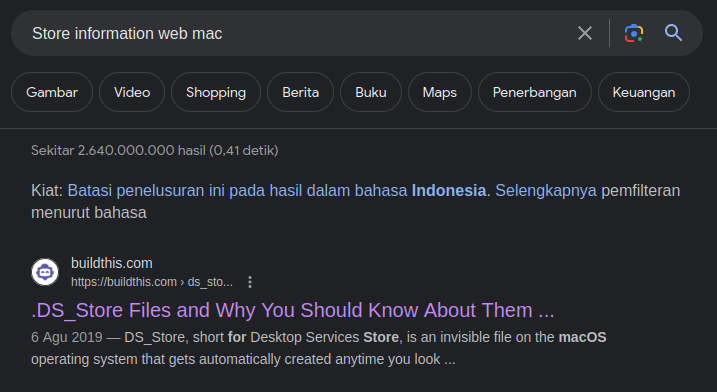 Store information web mac
Gambar Video Shopping Berita Buku Maps Penerbangan Keuangan
Sekitar 2.640.000.000 hasil (0,41 detik)
Kiat: Batasi penelusuran ini pada hasil dalam bahasa Indonesia. Selengkapnya pemfilteran
menurut bahasa
buildthis.com
https://buildthis.com › ds_sto...
.DS_Store Files and Why You Should Know About Them ...
6 Agu 2019 — DS_Store, short for Desktop Services Store, is an invisible file on the macOS
operating system that gets automatically created anytime you look ...